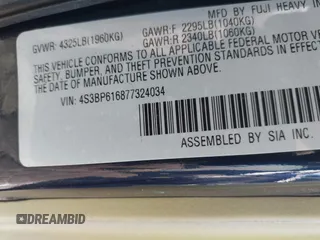 MFD BY FUJI HEAVY IN
GVWR: 4325LB(1960KG) GAWR:F 2295LB(1040KG)
GAWR:R 2340LB(1060KG)
THIS VEHICLE CONFORMS TO ALL APPLICABLE FEDERAL MOTOR VE
SAFETY, BUMPER, AND THEFT PREVENTION STANDARDS IN EFFECT
DATE OF MANUFACTURE SHOWN ABOVE.
VIN: 4S3BP616877324034
ASSEMBLED BY SIA INC.
DREAMBID